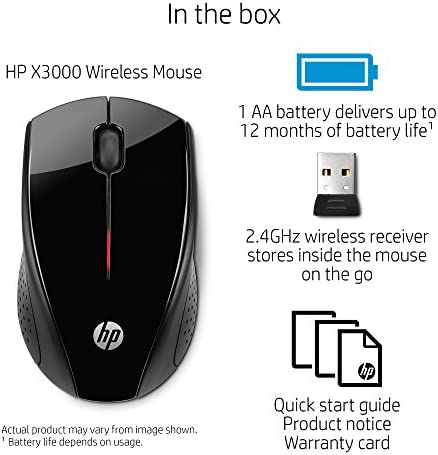 In the box
HP X3000 Wireless Mouse
hp
Actual product may vary from image shown.
¹ Battery life depends on usage.
1 AA battery delivers up to
12 months of battery life¹
2.4GHz wireless receiver
stores inside the mouse
on the go
hp
Quick start guide
Product notice
Warranty card